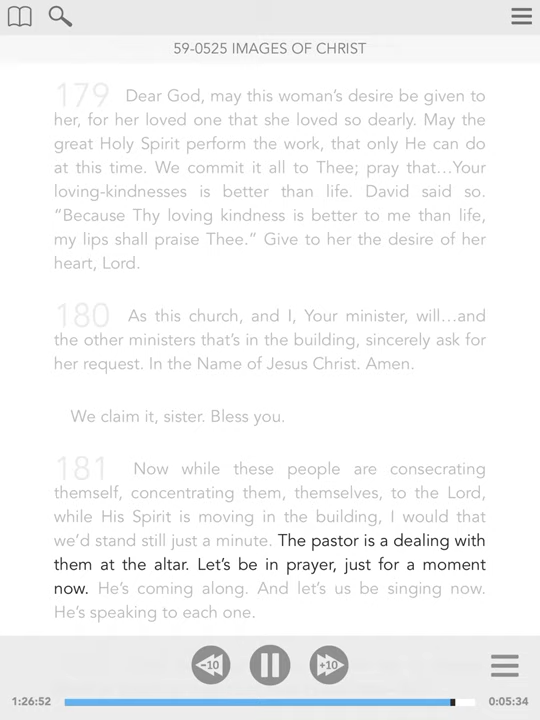 59-0525 IMAGES OF CHRIST
179 Dear God, may this woman’s desire be given to
her, for her loved one that she loved so dearly. May the
great Holy Spirit perform the work, that only He can do
at this time. We commit it all to Thee; pray that…Your
loving-kindnesses is better than life. David said so.
“Because Thy loving kindness is better to me than life,
my lips shall praise Thee.” Give to her the desire of her
heart, Lord.
180 As this church, and I, Your minister, will…and
the other ministers that’s in the building, sincerely ask for
her request. In the Name of Jesus Christ. Amen.
We claim it, sister. Bless you.
181 Now while these people are consecrating
themself, concentrating them, themselves, to the Lord,
while His Spirit is moving in the building, I would that
we’d stand still just a minute. The pastor is a dealing with
them at the altar. Let’s be in prayer, just for a moment
now. He’s coming along. And let’s us be singing now.
He’s speaking to each one.
-10 +10
1:26:52 0:05:34